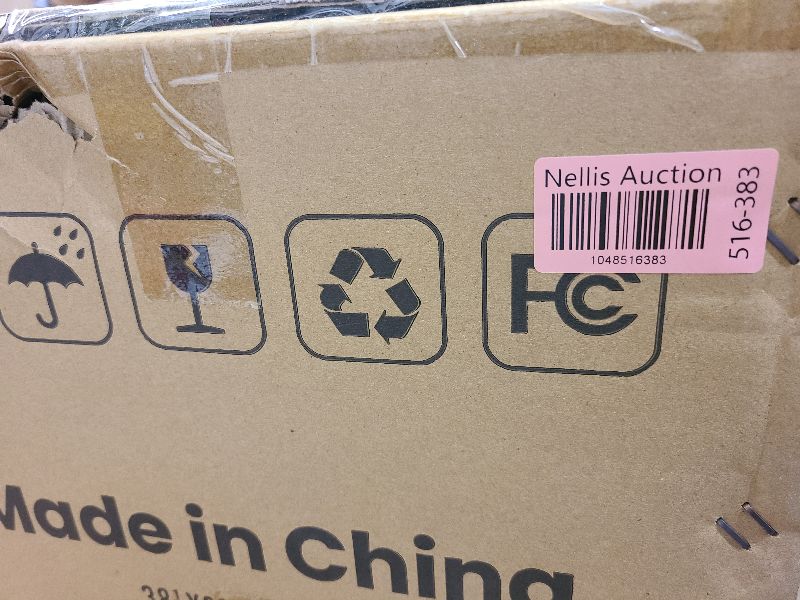 Nellis Auction
1048516383
516-383
FC
Made in China